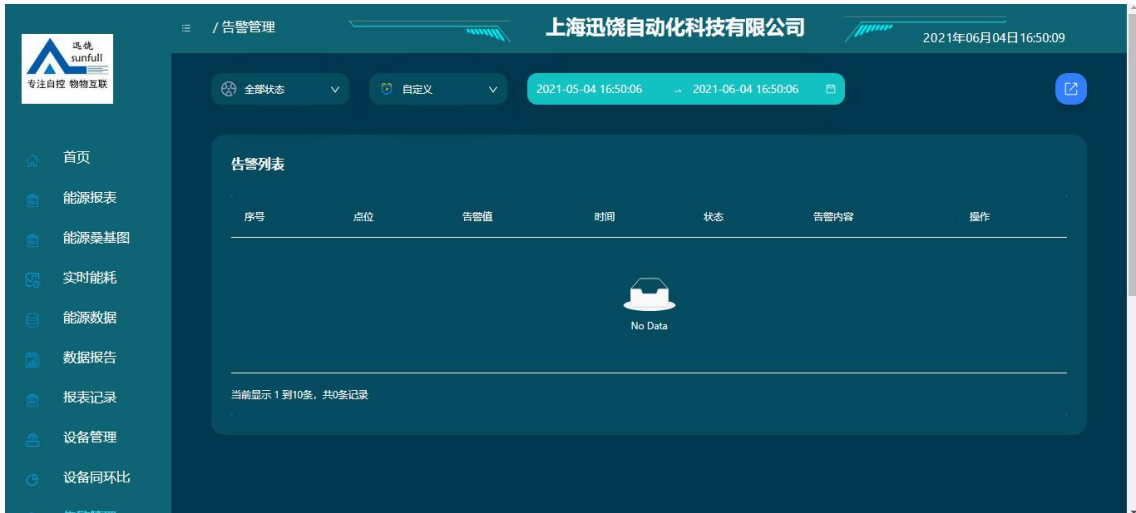 迅饶
sunfull
专注自控 物物互联
/ 告警管理
上海迅饶自动化科技有限公司
2021年06月04日16:50:09
全部状态
自定义
2021-05-04 16:50:06 → 2021-06-04 16:50:06
首页
能源报表
能源桑基图
实时能耗
能源数据
数据报告
报表记录
设备管理
设备同环比
告警管理
告警列表
序号 点位 告警值 时间 状态 告警内容 操作
No Data
当前显示 1 到10条，共0条记录